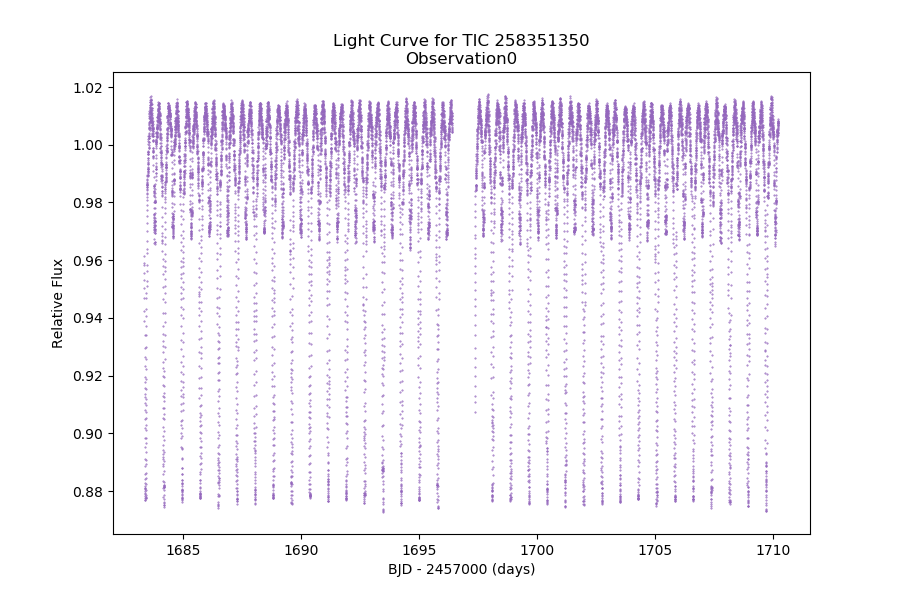 Light Curve for TIC 258351350
Observation0
1.02
1.00
0.98
0.96
0.94
0.92
0.90
0.88
Relative Flux
1685 1690 1695 1700 1705 1710
BJD - 2457000 (days)